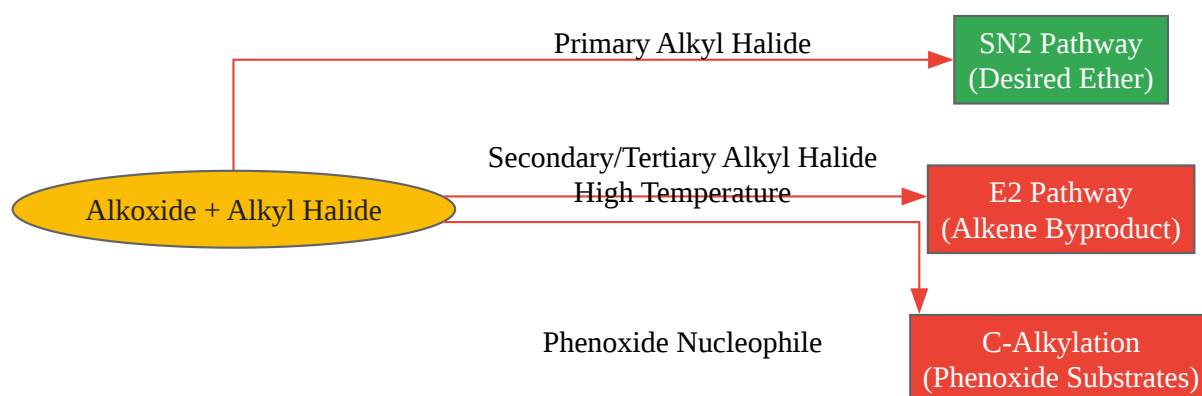 Primary Alkyl Halide
SN2 Pathway
(Desired Ether)
Secondary/Tertiary Alkyl Halide
High Temperature
Alkoxide + Alkyl Halide
E2 Pathway
(Alkene Byproduct)
Phenoxide Nucleophile
C-Alkylation
(Phenoxide Substrates)